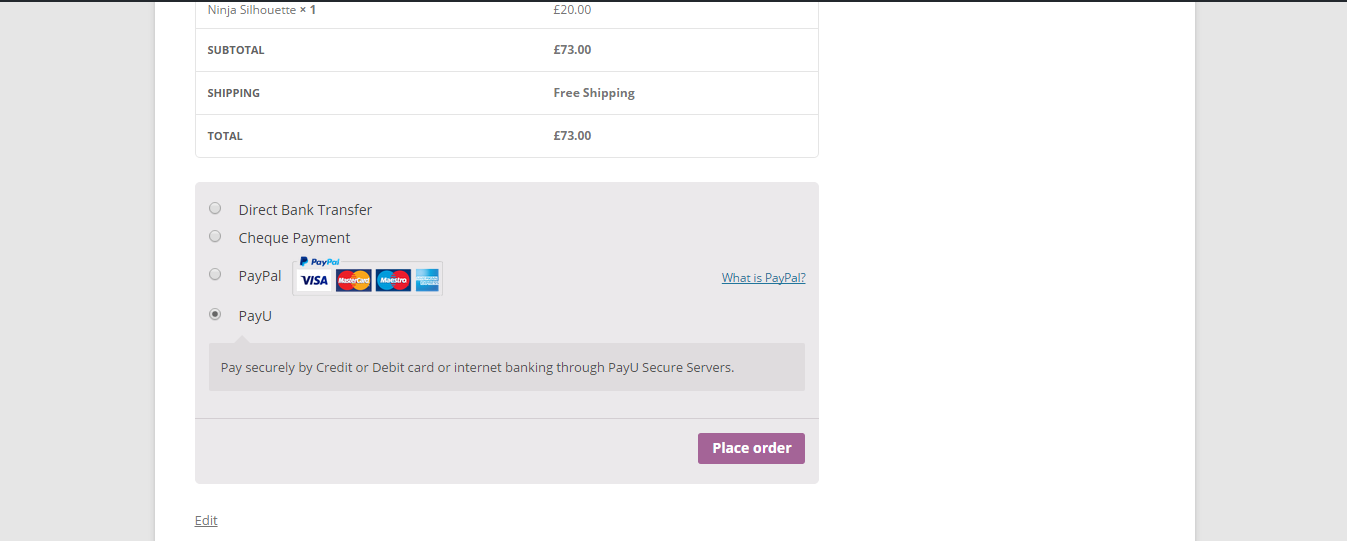 Ninja Silhouette × 1 £20.00
SUBTOTAL £73.00
SHIPPING Free Shipping
TOTAL £73.00
Direct Bank Transfer
Cheque Payment
PayPal
PayPal VISA MasterCard Maestro What is PayPal?
PayU
Pay securely by Credit or Debit card or internet banking through PayU Secure Servers.
Place order
Edit